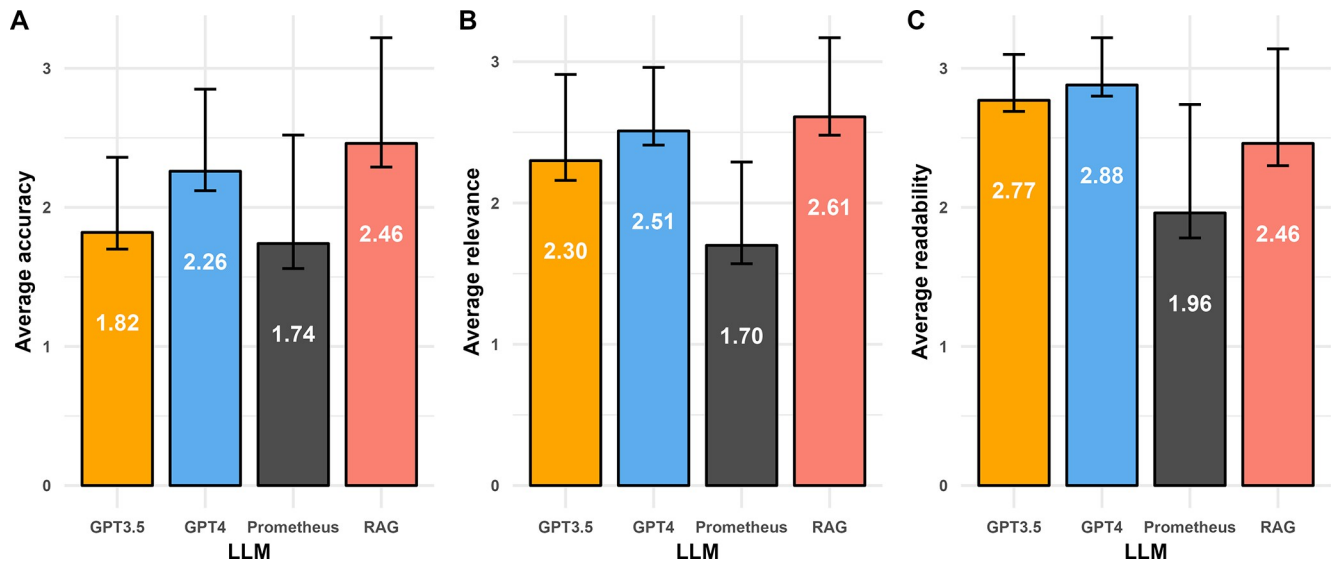 A
Average accuracy
3
2
1
0
1.82
2.26
1.74
2.46
GPT3.5 GPT4 Prometheus RAG
LLM
B
Average relevance
3
2
1
0
2.30
2.51
1.70
2.61
GPT3.5 GPT4 Prometheus RAG
LLM
C
Average readability
3
2
1
0
2.77
2.88
1.96
2.46
GPT3.5 GPT4 Prometheus RAG
LLM